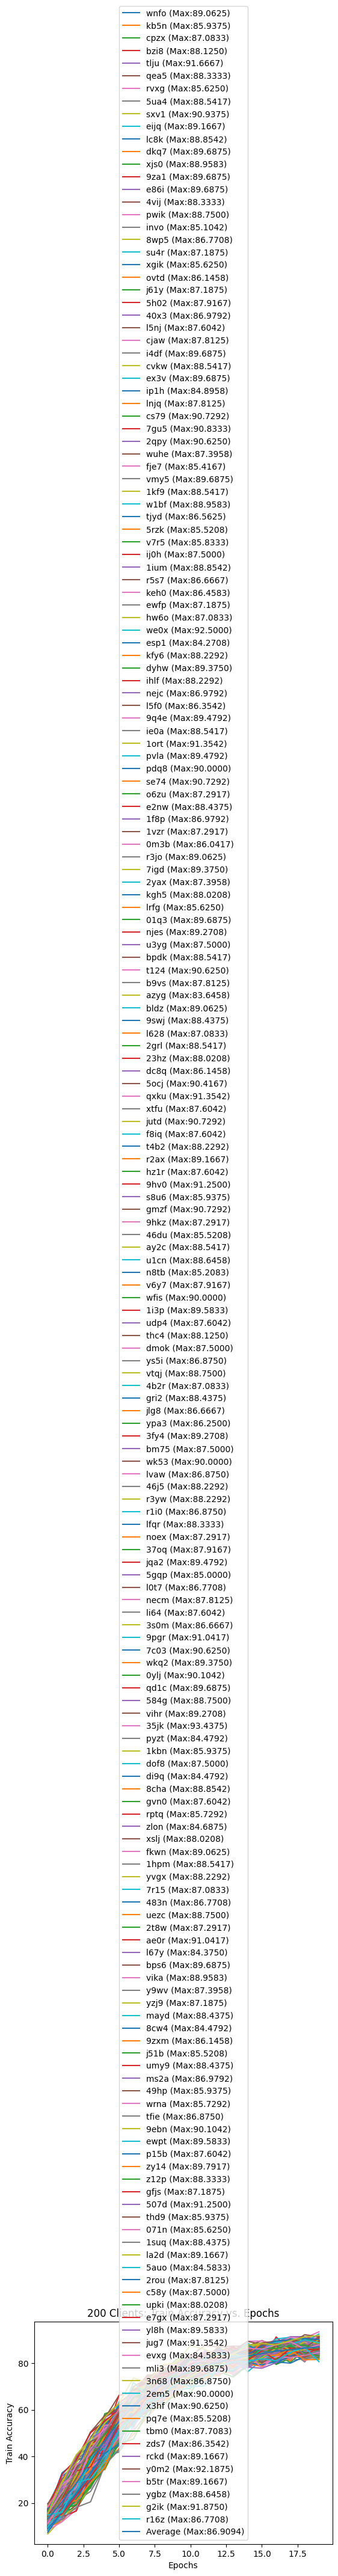 wnfo (Max:89.0625)
kb5n (Max:85.9375)
cpzx (Max:87.0833)
bzi8 (Max:88.1250)
tlju (Max:91.6667)
qea5 (Max:88.3333)
rvxg (Max:85.6250)
5ua4 (Max:88.5417)
sxv1 (Max:90.9375)
eijq (Max:89.1667)
lc8k (Max:88.8542)
dkq7 (Max:89.6875)
xjs0 (Max:88.9583)
9za1 (Max:89.6875)
e86i (Max:89.6875)
4vij (Max:88.3333)
pwik (Max:88.7500)
invo (Max:85.1042)
8wp5 (Max:86.7708)
su4r (Max:87.1875)
xgik (Max:85.6250)
ovtd (Max:86.1458)
j61y (Max:87.1875)
5h02 (Max:87.9167)
40x3 (Max:86.9792)
l5nj (Max:87.6042)
cjaw (Max:87.8125)
i4df (Max:89.6875)
cvkw (Max:88.5417)
ex3v (Max:89.6875)
ip1h (Max:84.8958)
lnjq (Max:87.8125)
cs79 (Max:90.7292)
7gu5 (Max:90.8333)
2qpy (Max:90.6250)
wuhe (Max:87.3958)
fje7 (Max:85.4167)
vmy5 (Max:89.6875)
1kf9 (Max:88.5417)
w1bf (Max:88.9583)
tjyd (Max:86.5625)
5rzk (Max:85.5208)
v7r5 (Max:85.8333)
ij0h (Max:87.5000)
1ium (Max:88.8542)
r5s7 (Max:86.6667)
keh0 (Max:86.4583)
ewfp (Max:87.1875)
hw6o (Max:87.0833)
we0x (Max:92.5000)
esp1 (Max:84.2708)
kfy6 (Max:88.2292)
dyhw (Max:89.3750)
ihlf (Max:88.2292)
nejc (Max:86.9792)
l5f0 (Max:86.3542)
9q4e (Max:89.4792)
ie0a (Max:88.5417)
1ort (Max:91.3542)
pvla (Max:89.4792)
pdq8 (Max:90.0000)
se74 (Max:90.7292)
o6zu (Max:87.2917)
e2nw (Max:88.4375)
1f8p (Max:86.9792)
1vzr (Max:87.2917)
0m3b (Max:86.0417)
r3jo (Max:89.0625)
7igd (Max:89.3750)
2yax (Max:87.3958)
kgh5 (Max:88.0208)
lrfg (Max:85.6250)
01q3 (Max:89.6875)
njes (Max:89.2708)
u3yg (Max:87.5000)
bpdk (Max:88.5417)
t124 (Max:90.6250)
b9vs (Max:87.8125)
azyg (Max:83.6458)
bldz (Max:89.0625)
9swj (Max:88.4375)
l628 (Max:87.0833)
2grl (Max:88.5417)
23hz (Max:88.0208)
dc8q (Max:86.1458)
5ocj (Max:90.4167)
qxku (Max:91.3542)
xtfu (Max:87.6042)
jutd (Max:90.7292)
f8iq (Max:87.6042)
t4b2 (Max:88.2292)
r2ax (Max:89.1667)
hz1r (Max:87.6042)
9hv0 (Max:91.2500)
s8u6 (Max:85.9375)
gmzf (Max:90.7292)
9hkz (Max:87.2917)
46du (Max:85.5208)
ay2c (Max:88.5417)
u1cn (Max:88.6458)
n8tb (Max:85.2083)
v6y7 (Max:87.9167)
wfis (Max:90.0000)
1i3p (Max:89.5833)
udp4 (Max:87.6042)
thc4 (Max:88.1250)
dmok (Max:87.5000)
ys5i (Max:86.8750)
vtqj (Max:88.7500)
4b2r (Max:87.0833)
gri2 (Max:88.4375)
jlg8 (Max:86.6667)
ypa3 (Max:86.2500)
3fy4 (Max:89.2708)
bm75 (Max:87.5000)
wk53 (Max:90.0000)
lvaw (Max:86.8750)
46j5 (Max:88.2292)
r3yw (Max:88.2292)
r1i0 (Max:86.8750)
lfqr (Max:88.3333)
noex (Max:87.2917)
37oq (Max:87.9167)
jqa2 (Max:89.4792)
5gqp (Max:85.0000)
l0t7 (Max:86.7708)
necm (Max:87.8125)
li64 (Max:87.6042)
3s0m (Max:86.6667)
9pgr (Max:91.0417)
7c03 (Max:90.6250)
wkq2 (Max:89.3750)
0ylj (Max:90.1042)
qd1c (Max:89.6875)
584g (Max:88.7500)
vihr (Max:89.2708)
35jk (Max:93.4375)
pyzt (Max:84.4792)
1kbn (Max:85.9375)
dof8 (Max:87.5000)
di9q (Max:84.4792)
8cha (Max:88.8542)
gvn0 (Max:87.6042)
rptq (Max:85.7292)
zlon (Max:84.6875)
xslj (Max:88.0208)
fkwn (Max:89.0625)
1hpm (Max:88.5417)
yvgx (Max:88.2292)
7r15 (Max:87.0833)
483n (Max:86.7708)
uezc (Max:88.7500)
2t8w (Max:87.2917)
ae0r (Max:91.0417)
l67y (Max:84.3750)
bps6 (Max:89.6875)
vika (Max:88.9583)
y9wv (Max:87.3958)
yzj9 (Max:87.1875)
mayd (Max:88.4375)
8cw4 (Max:84.4792)
9zxm (Max:86.1458)
j51b (Max:85.5208)
umy9 (Max:88.4375)
ms2a (Max:86.9792)
49hp (Max:85.9375)
wrna (Max:85.7292)
tfie (Max:86.8750)
9ebn (Max:90.1042)
ewpt (Max:89.5833)
p15b (Max:87.6042)
zy14 (Max:89.7917)
z12p (Max:88.3333)
gfjs (Max:87.1875)
507d (Max:91.2500)
thd9 (Max:85.9375)
071n (Max:85.6250)
1suq (Max:88.4375)
la2d (Max:89.1667)
5auo (Max:84.5833)
2rou (Max:87.8125)
c58y (Max:87.5000)
upki (Max:88.0208)
e7gx (Max:87.2917)
yl8h (Max:89.5833)
jug7 (Max:91.3542)
evxg (Max:84.5833)
mli3 (Max:89.6875)
3n68 (Max:86.8750)
2em5 (Max:90.0000)
x3hf (Max:90.6250)
pq7e (Max:85.5208)
tbm0 (Max:87.7083)
zds7 (Max:86.3542)
rckd (Max:89.1667)
y0m2 (Max:92.1875)
b5tr (Max:89.1667)
ygbz (Max:88.6458)
g2ik (Max:91.8750)
r16z (Max:86.7708)
Average (Max:86.9094)
200 Clients: Train Accuracy vs. Epochs
Train Accuracy
80
60
40
20
0.0 2.5 5.0 7.5 10.0 12.5 15.0 17.5
Epochs